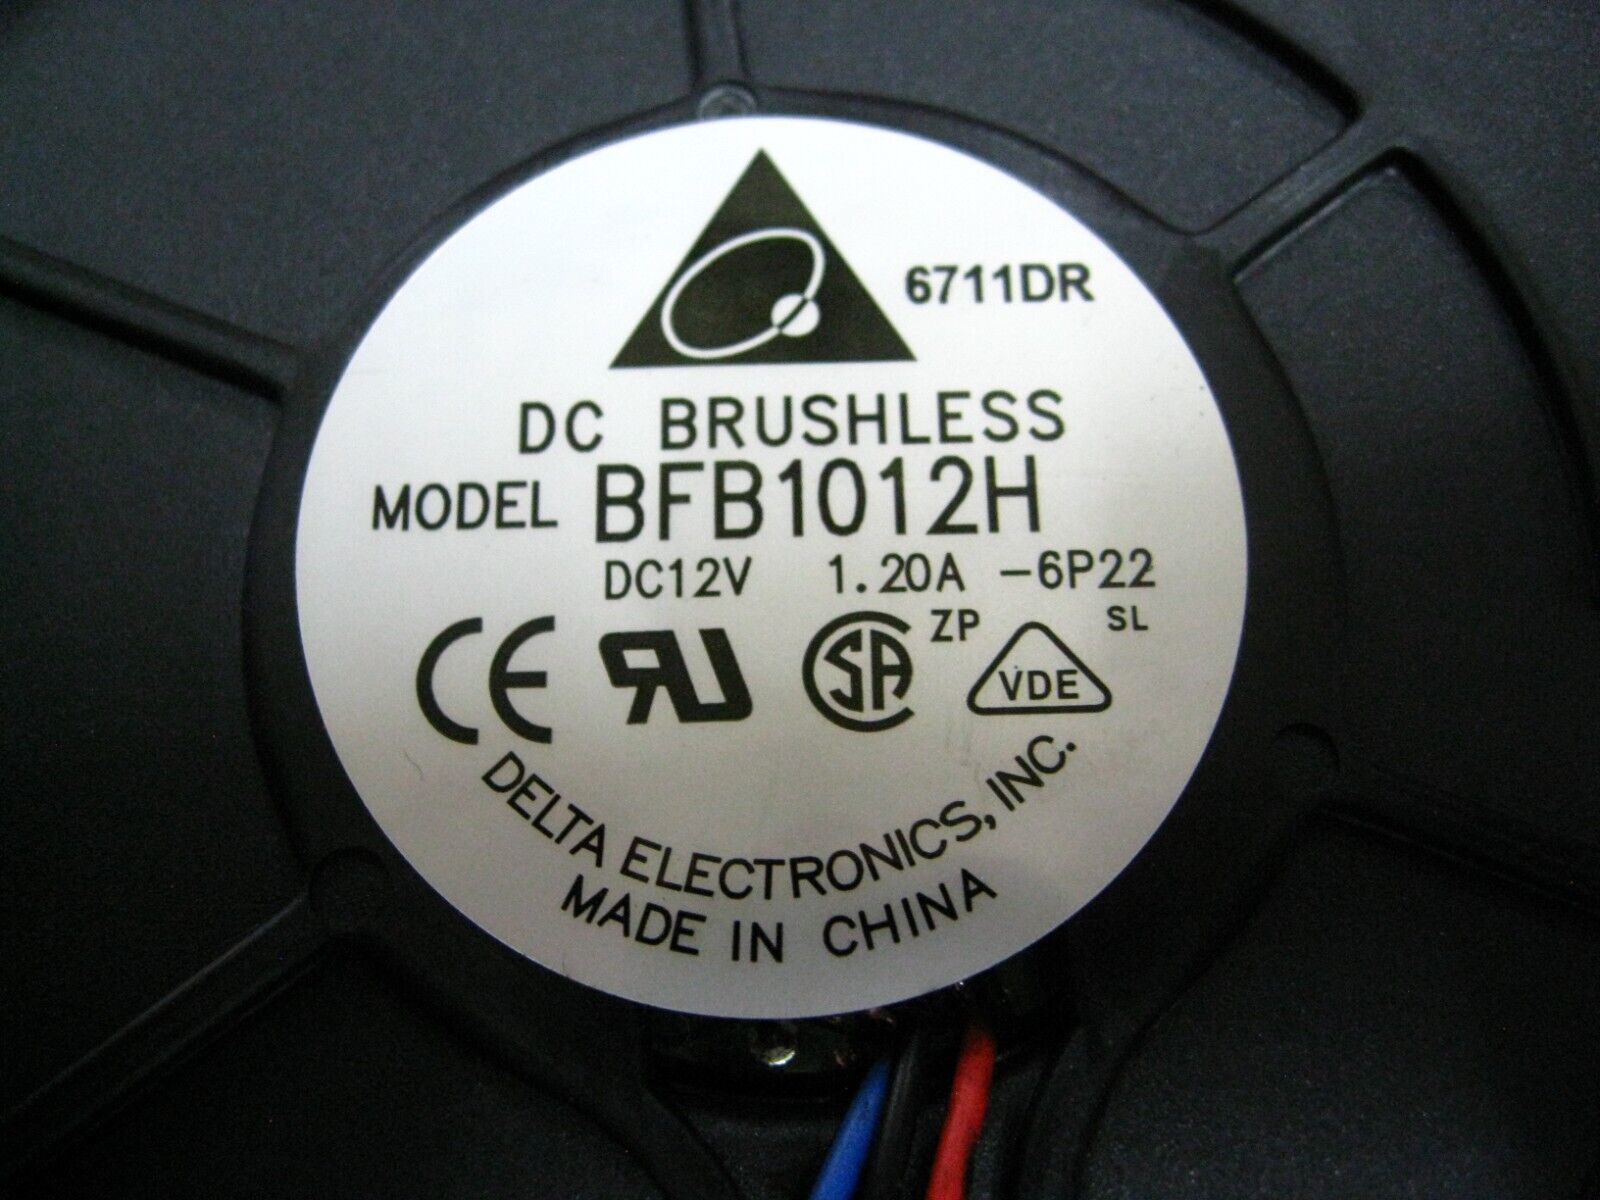 6711DR
DC BRUSHLESS
MODEL BFB1012H
DC12V 1.20A -6P22
CE RU SA ZP VDE SL
DELTA ELECTRONICS, INC.
MADE IN CHINA